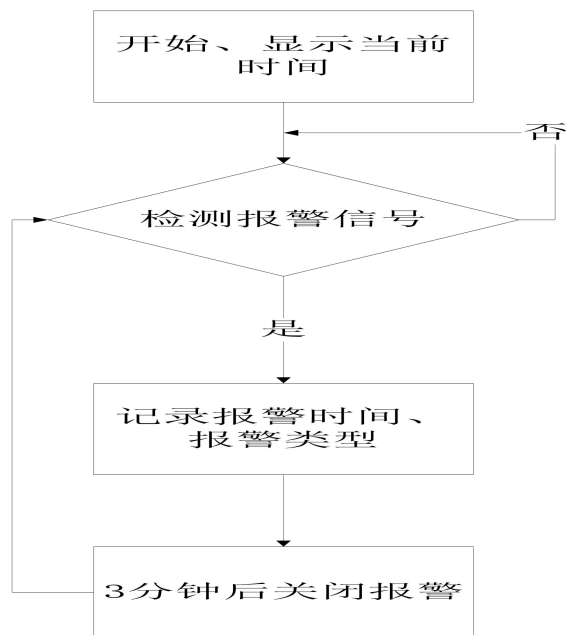 开始、显示当前
时间
否
检测报警信号
是
记录报警时间、
报警类型
3分钟后关闭报警